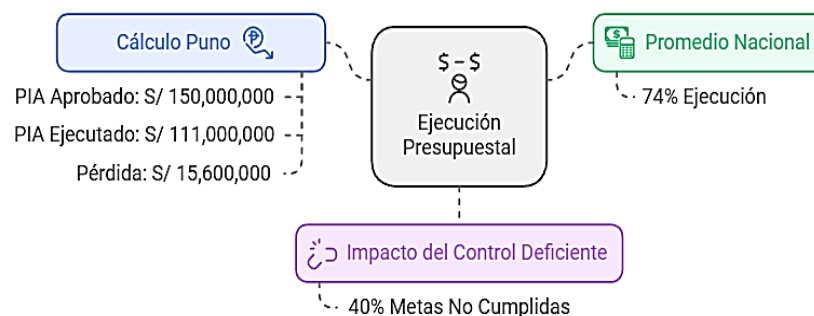 Cálculo Puno
PIA Aprobado: S/ 150,000,000
PIA Ejecutado: S/ 111,000,000
Pérdida: S/ 15,600,000
$-$
Ejecución
Presupuestal
Promedio Nacional
74% Ejecución
Impacto del Control Deficiente
40% Metas No Cumplidas